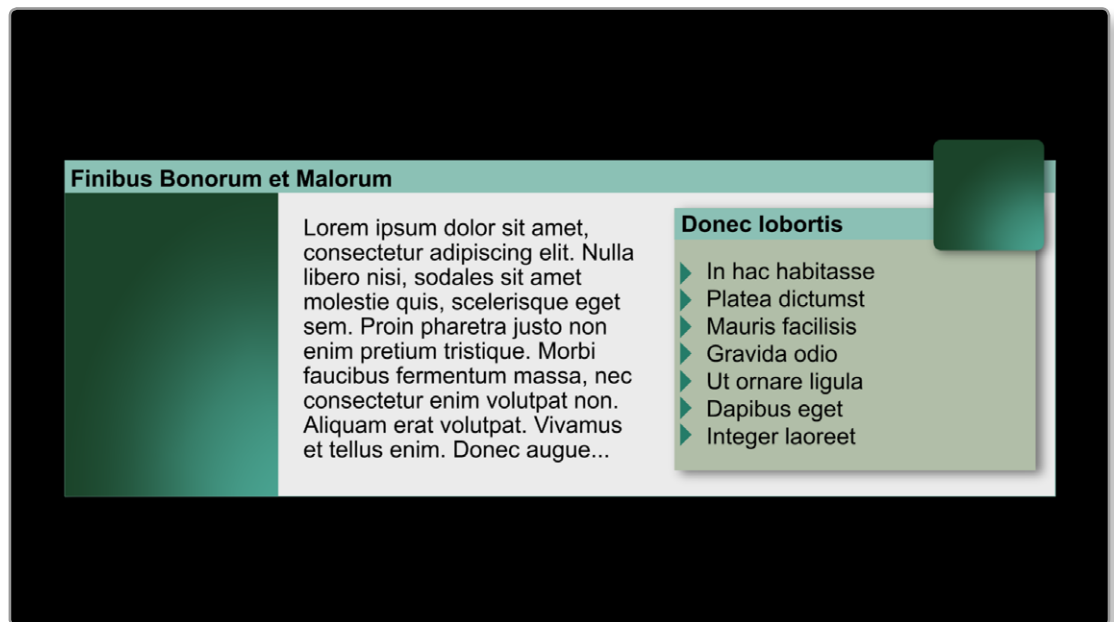 Finibus Bonorum et Malorum
Lorem ipsum dolor sit amet,
consectetur adipiscing elit. Nulla
libero nisi, sodales sit amet
molestie quis, scelerisque eget
sem. Proin pharetra justo non
enim pretium tristique. Morbi
faucibus fermentum massa, nec
consectetur enim volutpat non.
Aliquam erat volutpat. Vivamus
et tellus enim. Donec augue...
Donec lobortis
In hac habitasse
Platea dictumst
Mauris facilisis
Gravida odio
Ut ornare ligula
Dapibus eget
Integer laoreet